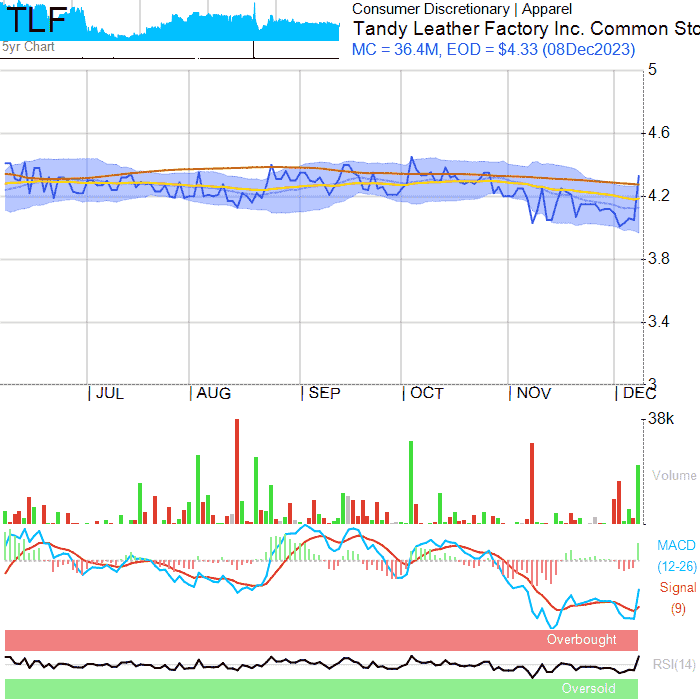 TLF
5yr Chart
Consumer Discretionary | Apparel
Tandy Leather Factory Inc. Common Sto
MC = 36.4M, EOD = $4.33 (08Dec2023)
5
4.6
4.2
3.8
3.4
3
JUL AUG SEP OCT NOV DEC
38k
Volume
MACD
(12-26)
Signal
(9)
Overbought
RSI(14)
Oversold